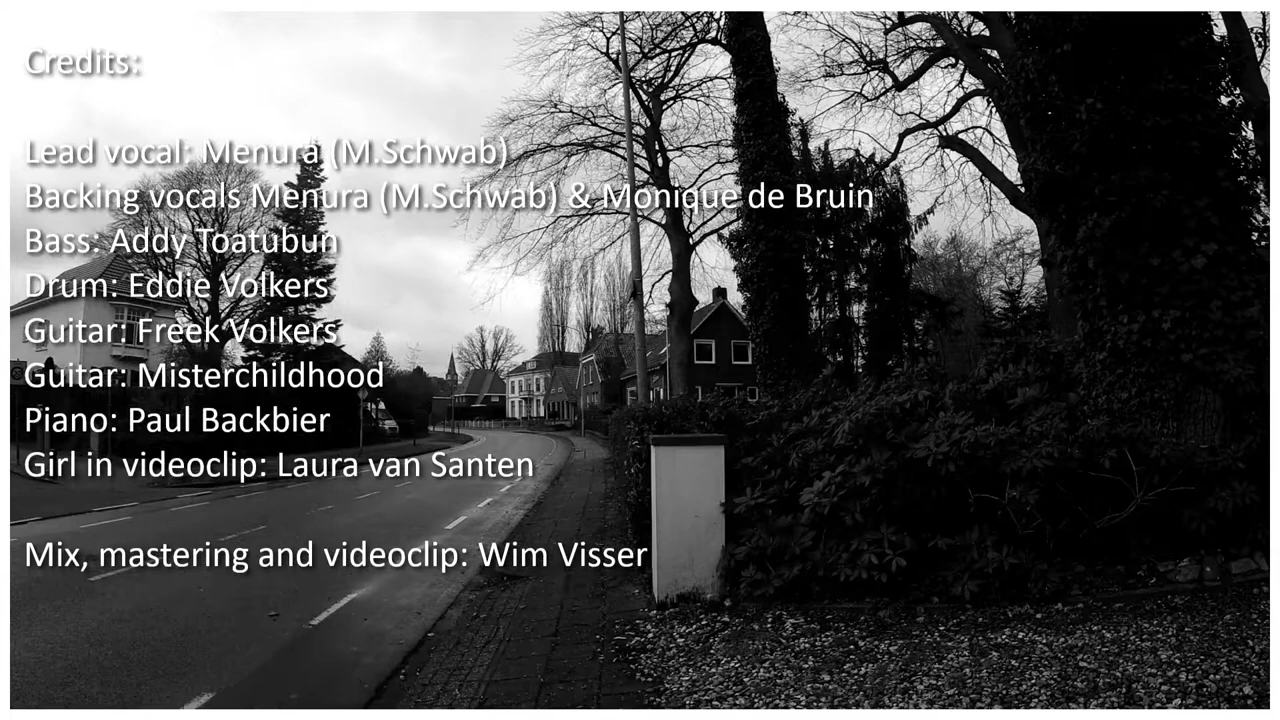 Credits:
Lead vocal: Menura (M.Schwab)
Backing vocals Menura (M.Schwab) & Monique de Bruin
Bass: Addy Toatubun
Drum: Eddie Volkers
Guitar: Freek Volkers
Guitar: Misterchildhood
Piano: Paul Backbier
Girl in videoclip: Laura van Santen
Mix, mastering and videoclip: Wim Visser